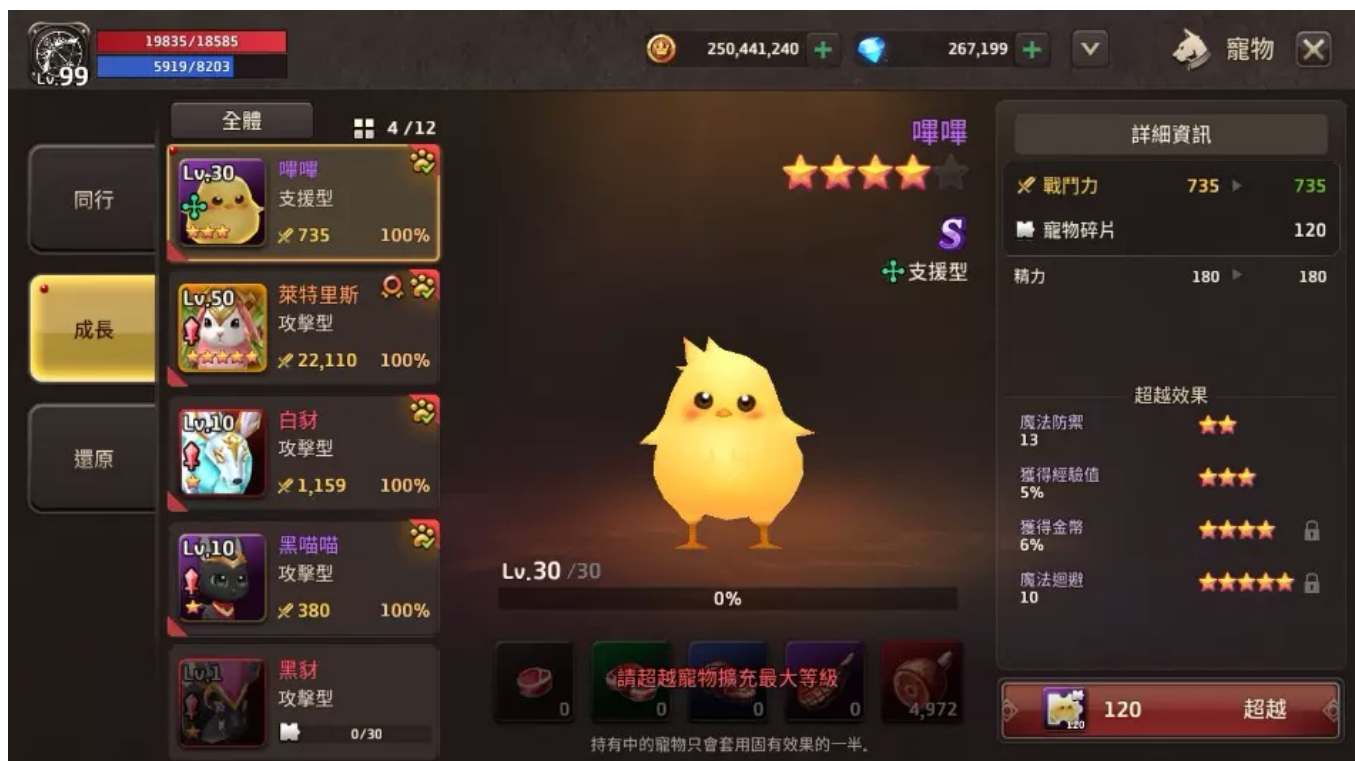 19835/18585
5919/8203
Lv.99
250,441,240
267,199
寵物
全體
4/12
同行
成長
還原
Lv.30
嗶嗶
支援型
735
100%
Lv.50
萊特里斯
攻擊型
22,110
100%
Lv.10
白豺
攻擊型
1,159
100%
Lv.10
黑喵喵
攻擊型
380
100%
Lv.1
黑豺
攻擊型
0/30
嗶嗶
S
支援型
Lv.30 /30
0%
請超越寵物擴充最大等級
0
0
0
0
4,972
持有中的寵物只會套用固有效果的一半。
詳細資訊
戰鬥力 735 735
寵物碎片 120
精力 180 180
超越效果
魔法防禦
13
獲得經驗值
5%
獲得金幣
6%
魔法迴避
10
120
120
超越